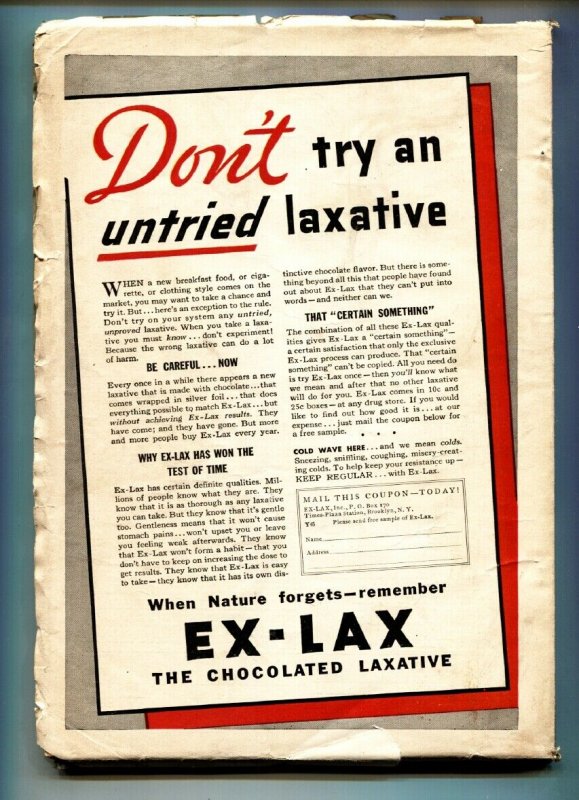 Don't try an
untried laxative
WHEN a new breakfast food, or ciga-
rette, or clothing style comes on the
market, you may want to take a chance and
try it. But...here's an exception to the rule.
Don't try on your system any untried,
unproved laxative. When you take a laxa-
tive you must know...don't experiment!
Because the wrong laxative can do a lot
of harm.
BE CAREFUL...NOW
Every once in a while there appears a new
laxative that is made with chocolate...that
comes wrapped in silver foil...that does
everything possible to match Ex-Lax...but
without achieving Ex-Lax results. They
have come; and they have gone. But more
and more people buy Ex-Lax every year.
WHY EX-LAX HAS WON THE
TEST OF TIME
Ex-Lax has certain definite qualities. Mil-
lions of people know what they are. They
know that it is as thorough as any laxative
you can take. But they know that it's gentle
too. Gentleness means that it won't cause
stomach pains...won't upset you or leave
you feeling weak afterwards. They know
that Ex-Lax won't form a habit—that you
don't have to keep on increasing the dose to
get results. They know that Ex-Lax is easy
to take—they know that it has its own dis-
tinctive chocolate flavor. But there is some-
thing beyond all this that people have found
out about Ex-Lax that they can't put into
words—and neither can we.
THAT "CERTAIN SOMETHING"
The combination of all these Ex-Lax qual-
ities gives Ex-Lax a "certain something"—
a certain satisfaction that only the exclusive
Ex-Lax process can produce. That "certain
something" can't be copied. All you need do
is try Ex-Lax once—then you'll know what
we mean and after that no other laxative
will do for you. Ex-Lax comes in 10c and
25c boxes—at any drug store. If you would
like to find out how good it is...at our
expense...just mail the coupon below for
a free sample.
COLD WAVE HERE...and we mean colds.
Sneezing, sniffling, coughing, misery-creat-
ing colds. To help keep your resistance up—
KEEP REGULAR...with Ex-Lax.
MAIL THIS COUPON—TODAY!
EX-LAX, Inc., P. O. Box 170
Times-Plaza Station, Brooklyn, N. Y.
Y16 Please send free sample of Ex-Lax.
Name
Address
When Nature forgets—remember
EX-LAX
THE CHOCOLATED LAXATIVE